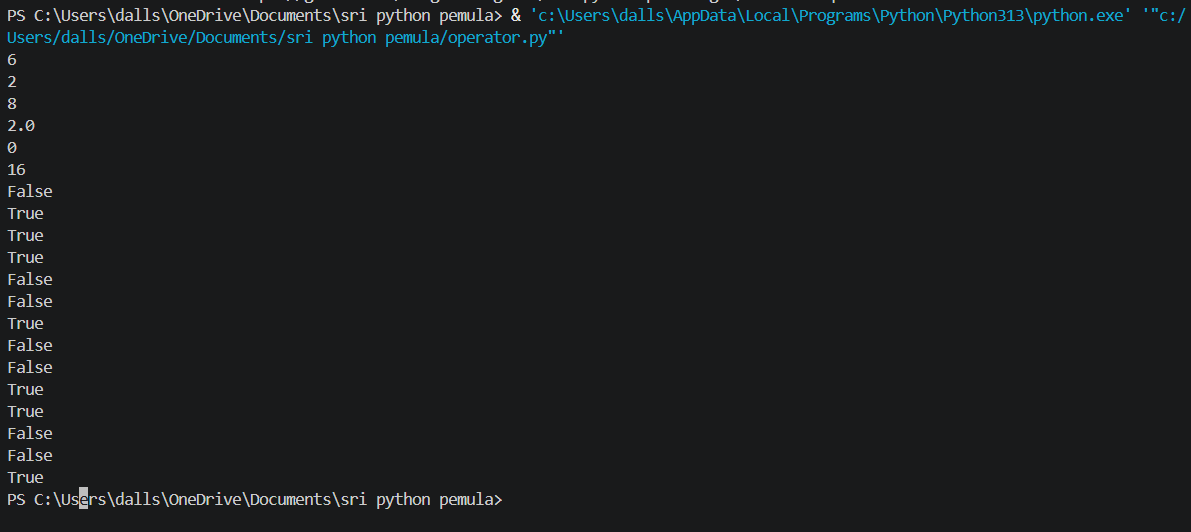 PS C:\Users\dalls\OneDrive\Documents\sri python pemula> & 'c:\Users\dalls\AppData\Local\Programs\Python\Python313\python.exe' '"c:/
Users/dalls/OneDrive/Documents/sri python pemula/operator.py"'
6
2
8
2.0
0
16
False
True
True
True
False
False
True
False
False
True
True
False
False
True
PS C:\Users\dalls\OneDrive\Documents\sri python pemula>